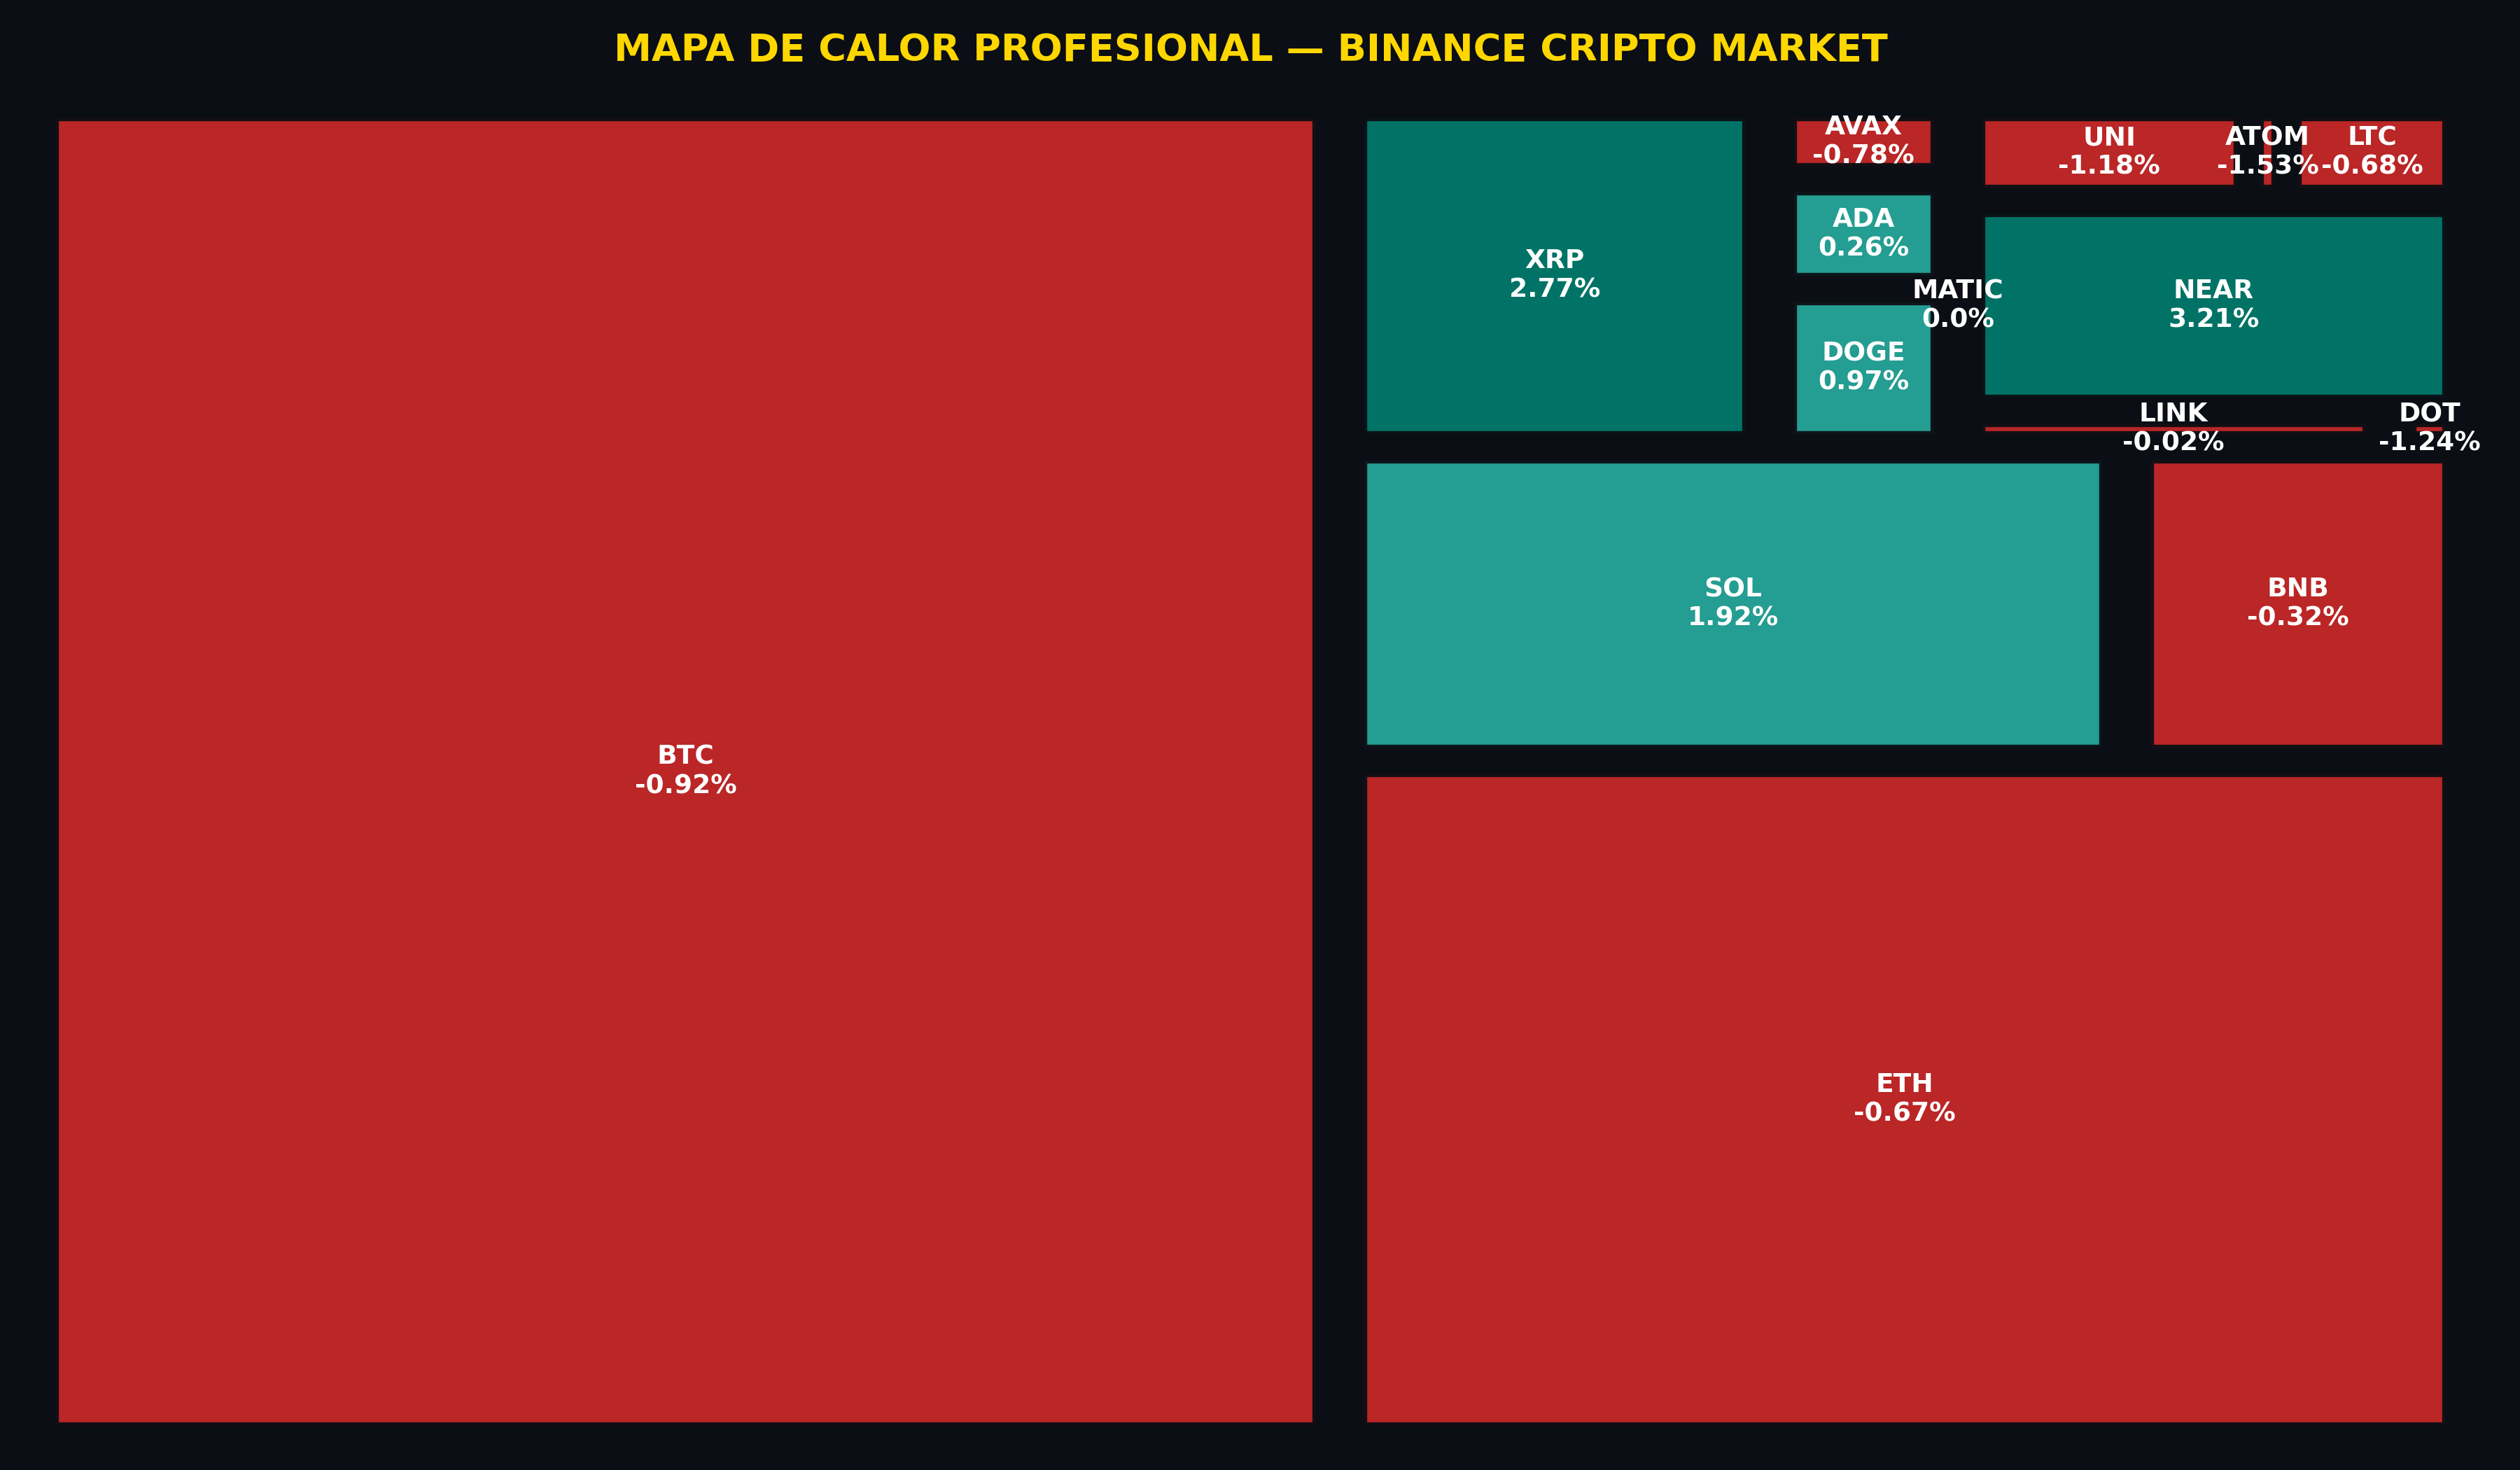 MAPA DE CALOR PROFESIONAL — BINANCE CRIPTO MARKET
BTC
-0.92%
XRP
2.77%
AVAX
-0.78%
ADA
0.26%
DOGE
0.97%
MATIC
0.0%
UNI
-1.18%
ATOM
-1.53%
LTC
-0.68%
NEAR
3.21%
LINK
-0.02%
DOT
-1.24%
SOL
1.92%
BNB
-0.32%
ETH
-0.67%